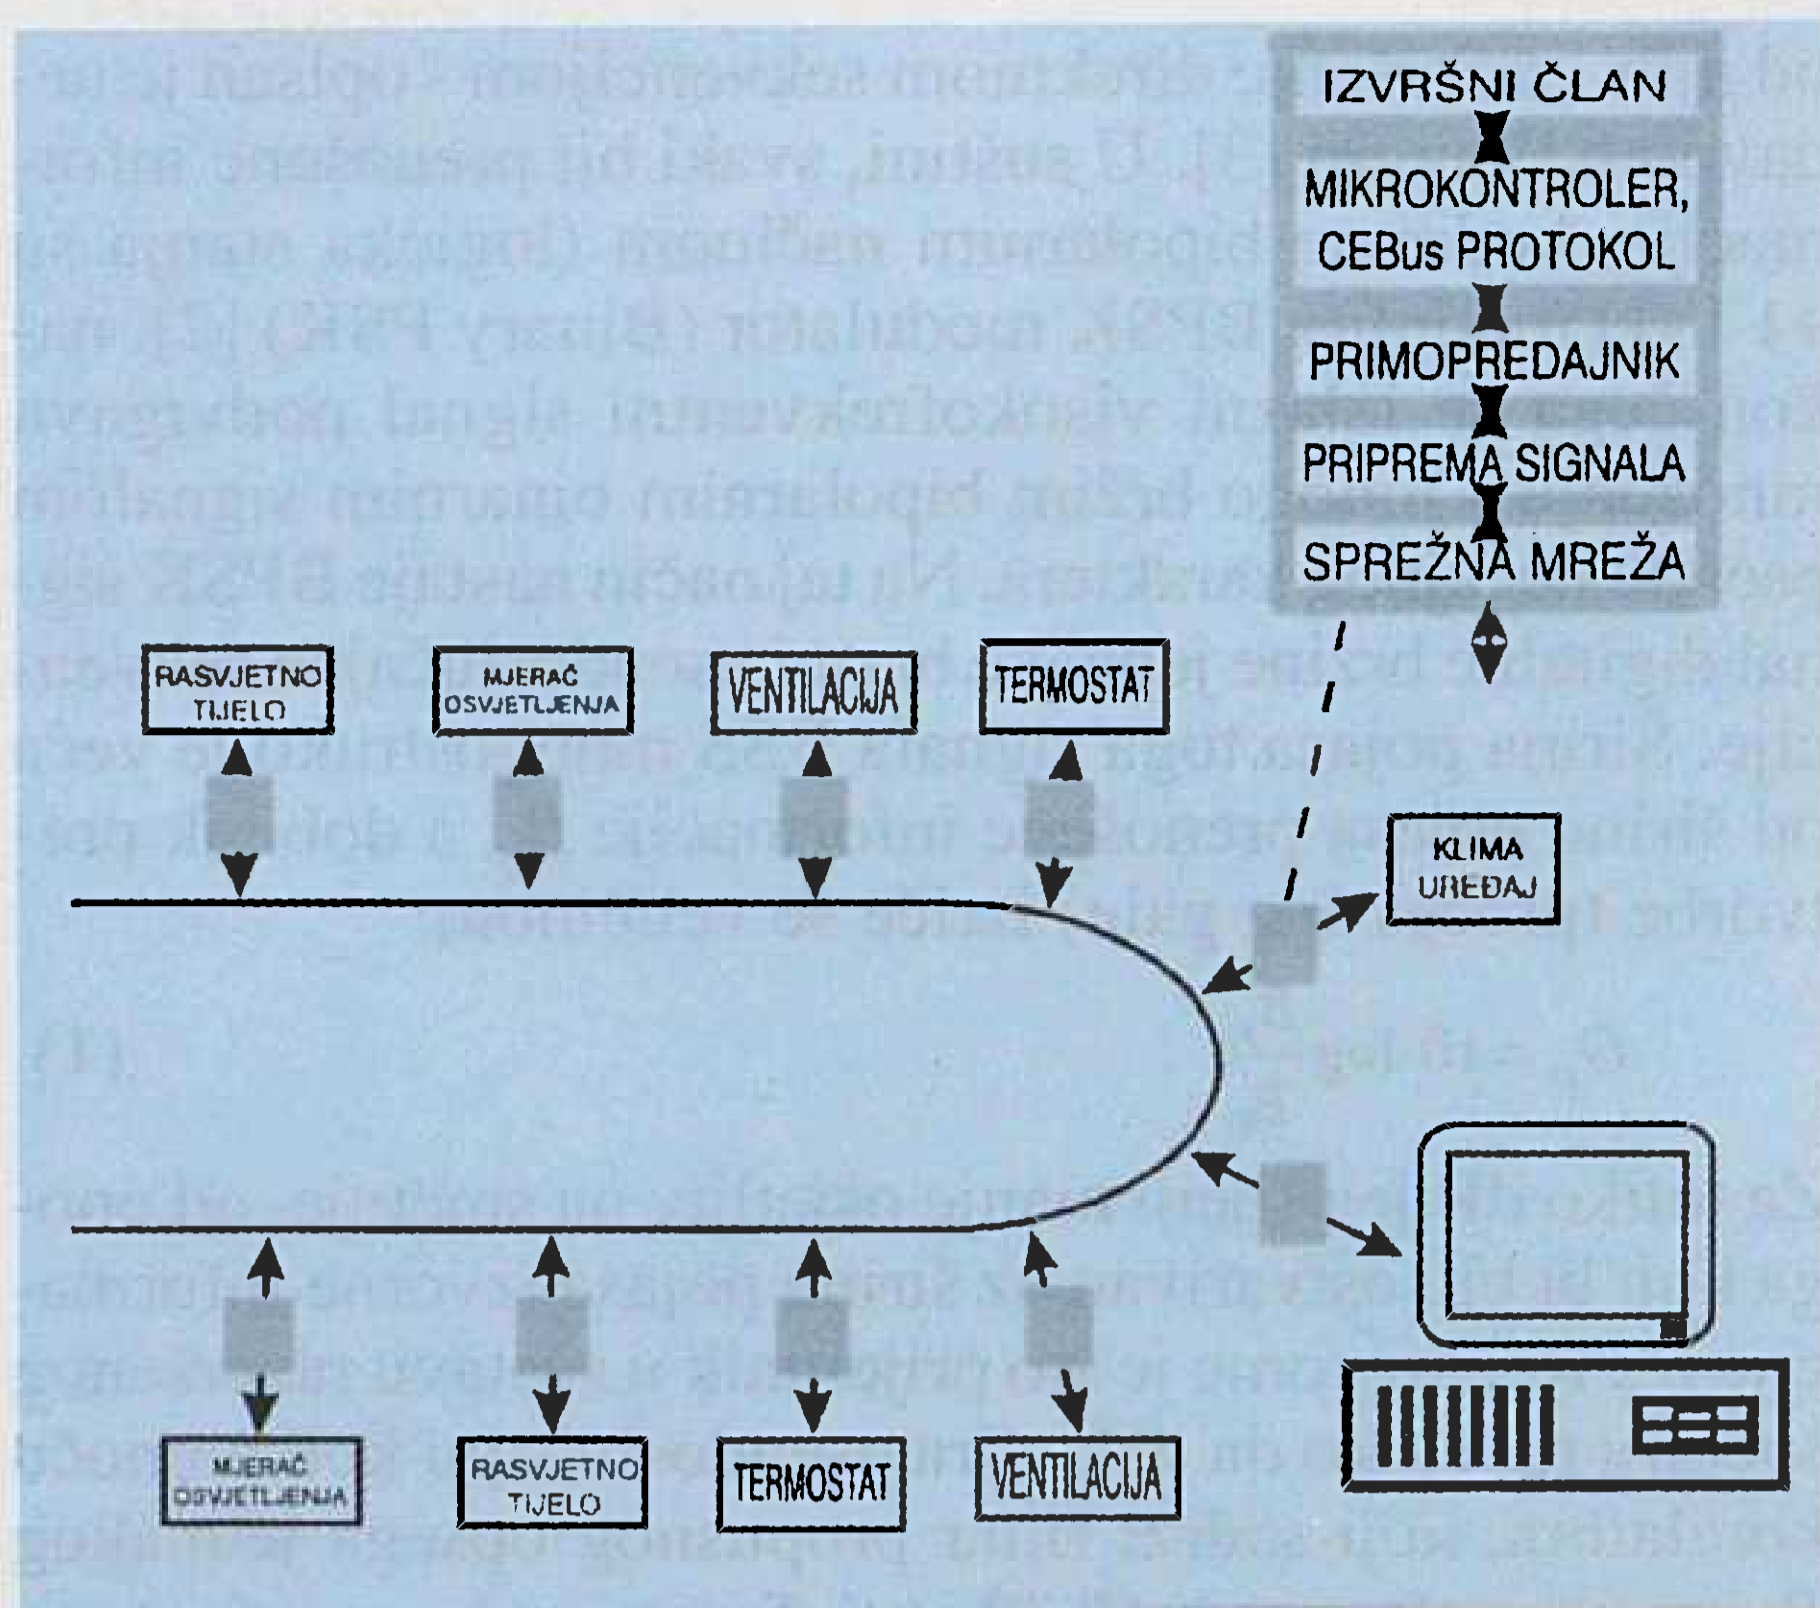 IZVRŠNI ČLAN
MIKROKONTROLER,
CEBus PROTOKOL
PRIMOPREDAJNIK
PRIPREMA SIGNALA
SPREŽNA MREŽA
RASVJETNO
TIJELO
MJERAČ
OSVJETLJENJA
VENTILACIJA
TERMOSTAT
KLIMA
UREĐAJ
MJERAČ
OSVJETLJENJA
RASVJETNO
TIJELO
TERMOSTAT
VENTILACIJA